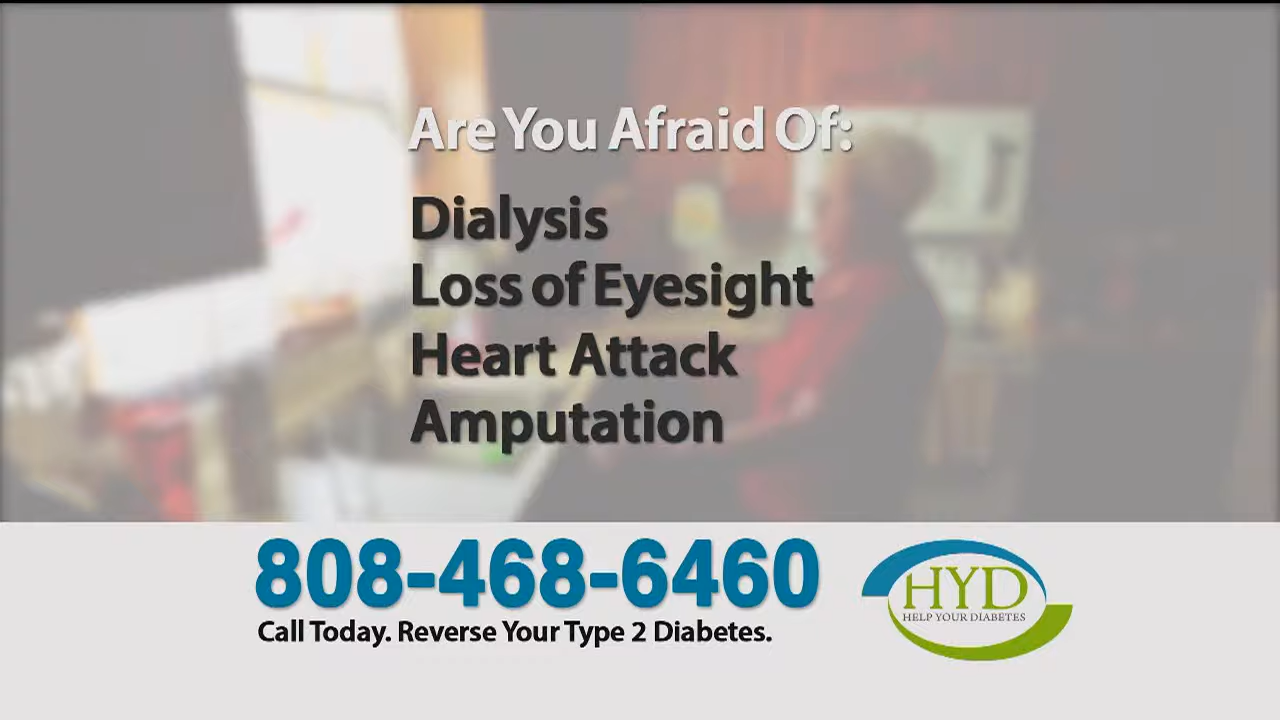 Are You Afraid Of:
Dialysis
Loss of Eyesight
Heart Attack
Amputation
808-468-6460
Call Today. Reverse Your Type 2 Diabetes.
HYD
HELP YOUR DIABETES